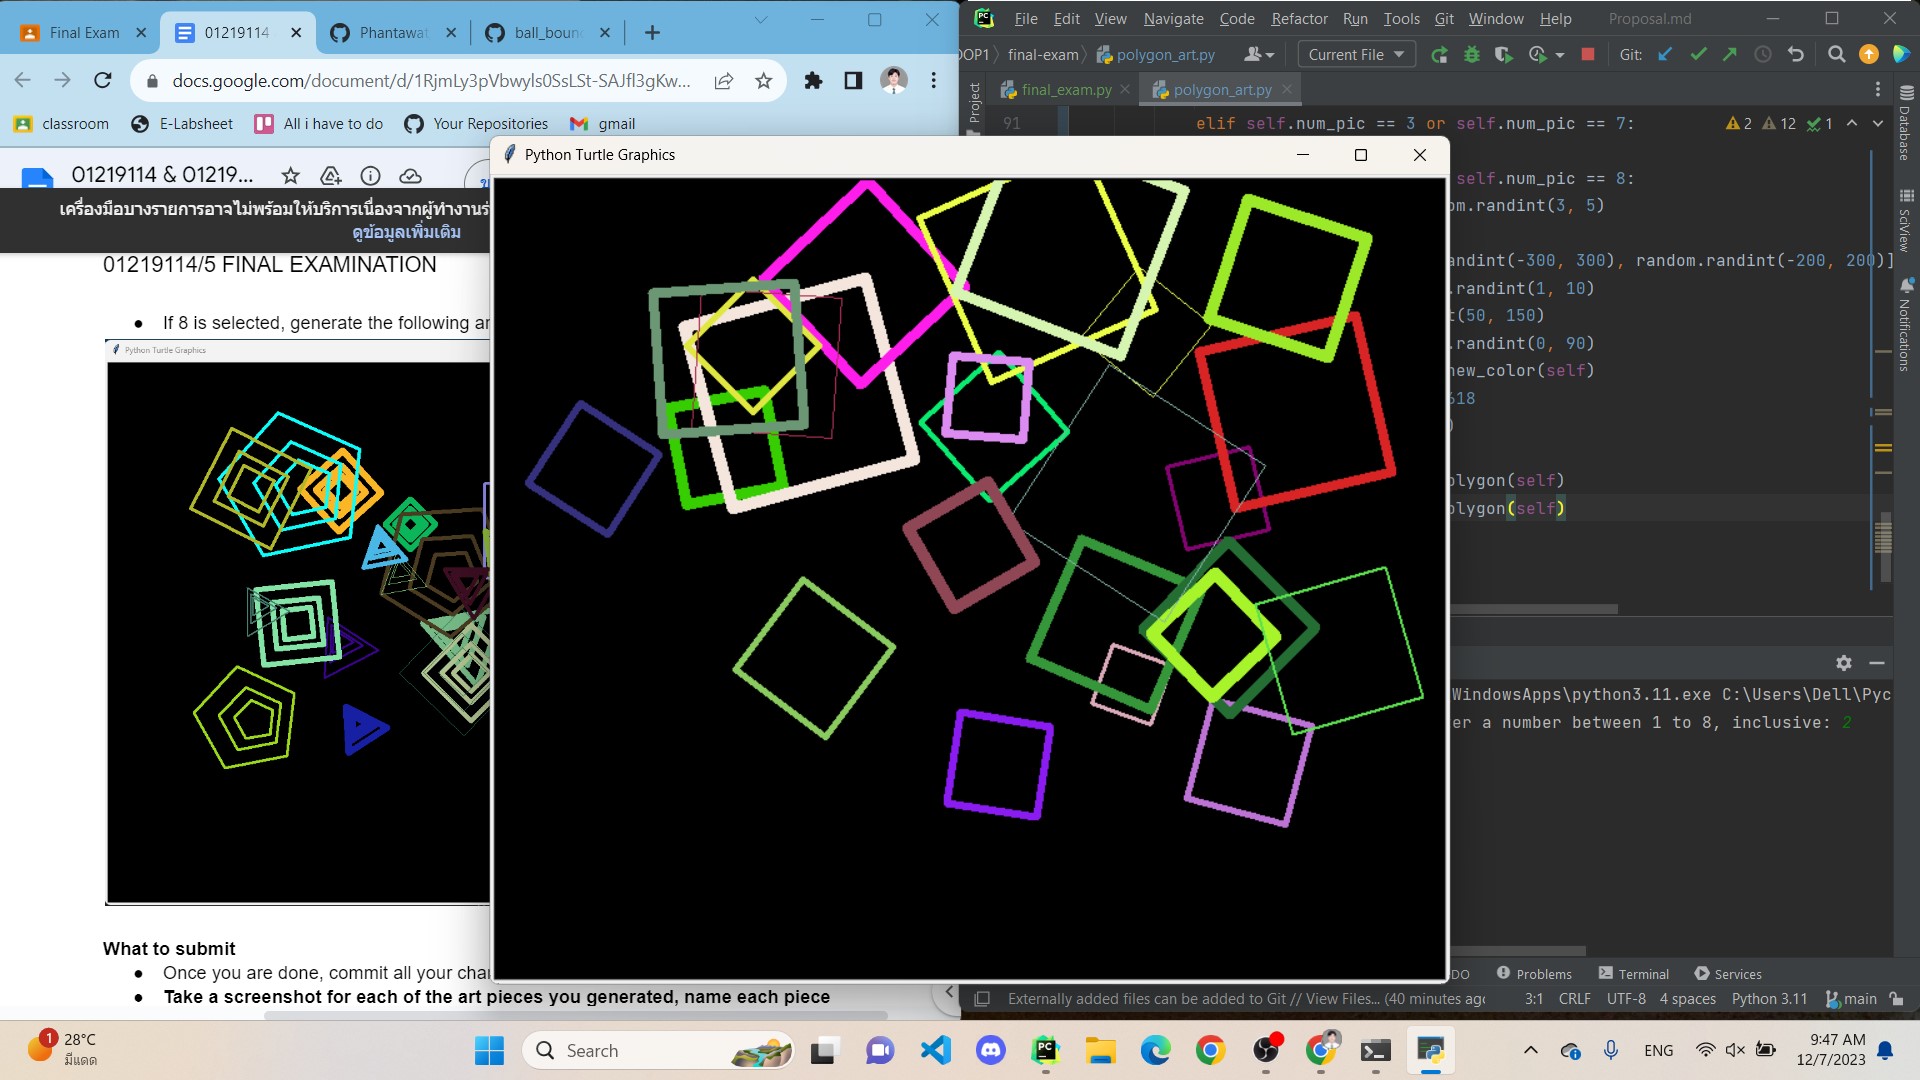 Final Exam
01219114
Phantawat
ball_boun
docs.google.com/document/d/1RjmLy3pVbwyls0SsLSt-SAJfl3gKw...
classroom
E-Labsheet
All i have to do
Your Repositories
gmail
01219114 & 01219...
เครื่องมือบางรายการอาจไม่พร้อมให้บริการเนื่องจากผู้ทำงานร่
ดูข้อมูลเพิ่มเติม
01219114/5 FINAL EXAMINATION
● If 8 is selected, generate the following ar
Python Turtle Graphics
What to submit
● Once you are done, commit all your chan
● Take a screenshot for each of the art pieces you generated, name each piece
Python Turtle Graphics
File Edit View Navigate Code Refactor Run Tools Git Window Help Proposal.md
OOP1 final-exam polygon_art.py Current File Git:
Project
final_exam.py
polygon_art.py
91 elif self.num_pic == 3 or self.num_pic == 7:
2 12 1
self.num_pic == 8:
om.randint(3, 5)
andint(-300, 300), random.randint(-200, 200)]
.randint(1, 10)
t(50, 150)
.randint(0, 90)
new_color(self)
618
)
olygon(self)
olygon(self)
Database
SciView
Notifications
WindowsApps\python3.11.exe C:\Users\Dell\Pyc
er a number between 1 to 8, inclusive: 2
DO Problems Terminal Services
Externally added files can be added to Git // View Files... (40 minutes ago
3:1 CRLF UTF-8 4 spaces Python 3.11 main
1
28°C
มีแดด
Search
ENG
9:47 AM
12/7/2023